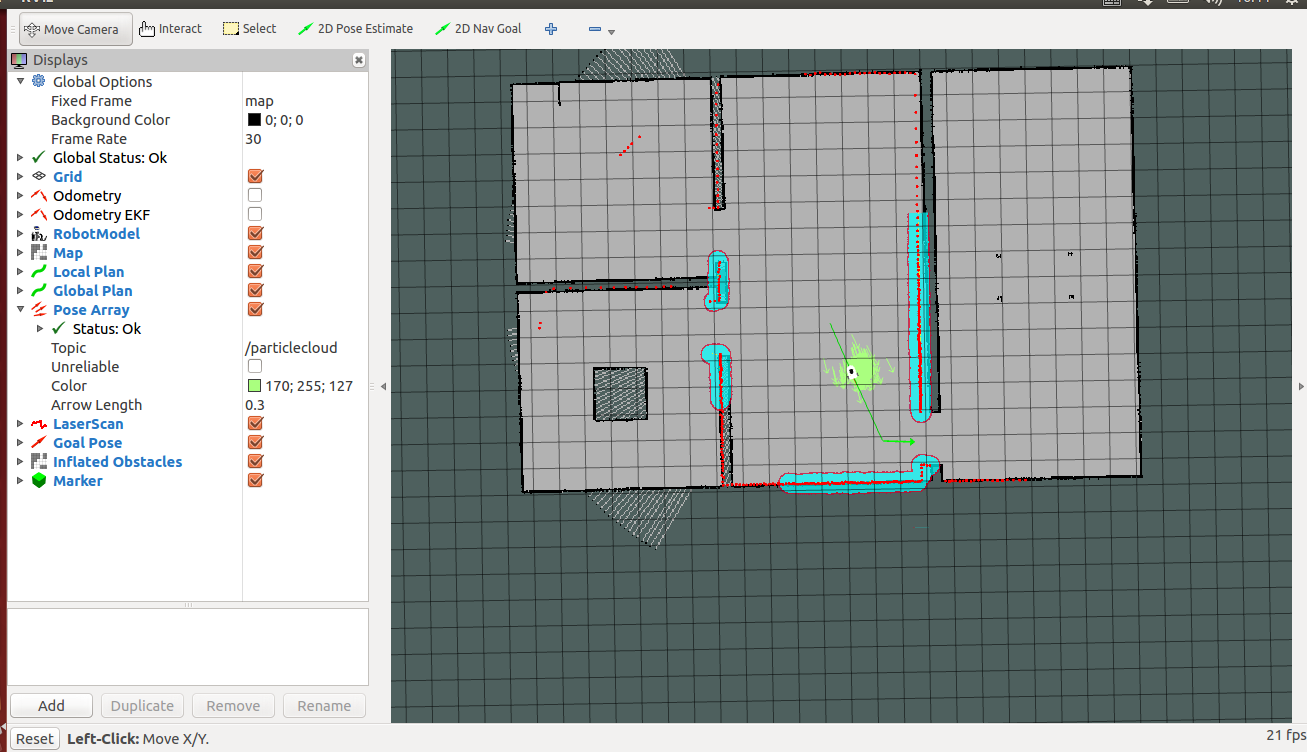 Move Camera Interact Select 2D Pose Estimate 2D Nav Goal
Displays
Global Options
Fixed Frame map
Background Color 0; 0; 0
Frame Rate 30
Global Status: Ok
Grid
Odometry
Odometry EKF
RobotModel
Map
Local Plan
Global Plan
Pose Array
Status: Ok
Topic /particlecloud
Unreliable
Color 170; 255; 127
Arrow Length 0.3
LaserScan
Goal Pose
Inflated Obstacles
Marker
Add Duplicate Remove Rename
Reset Left-Click: Move X/Y. 21 fps